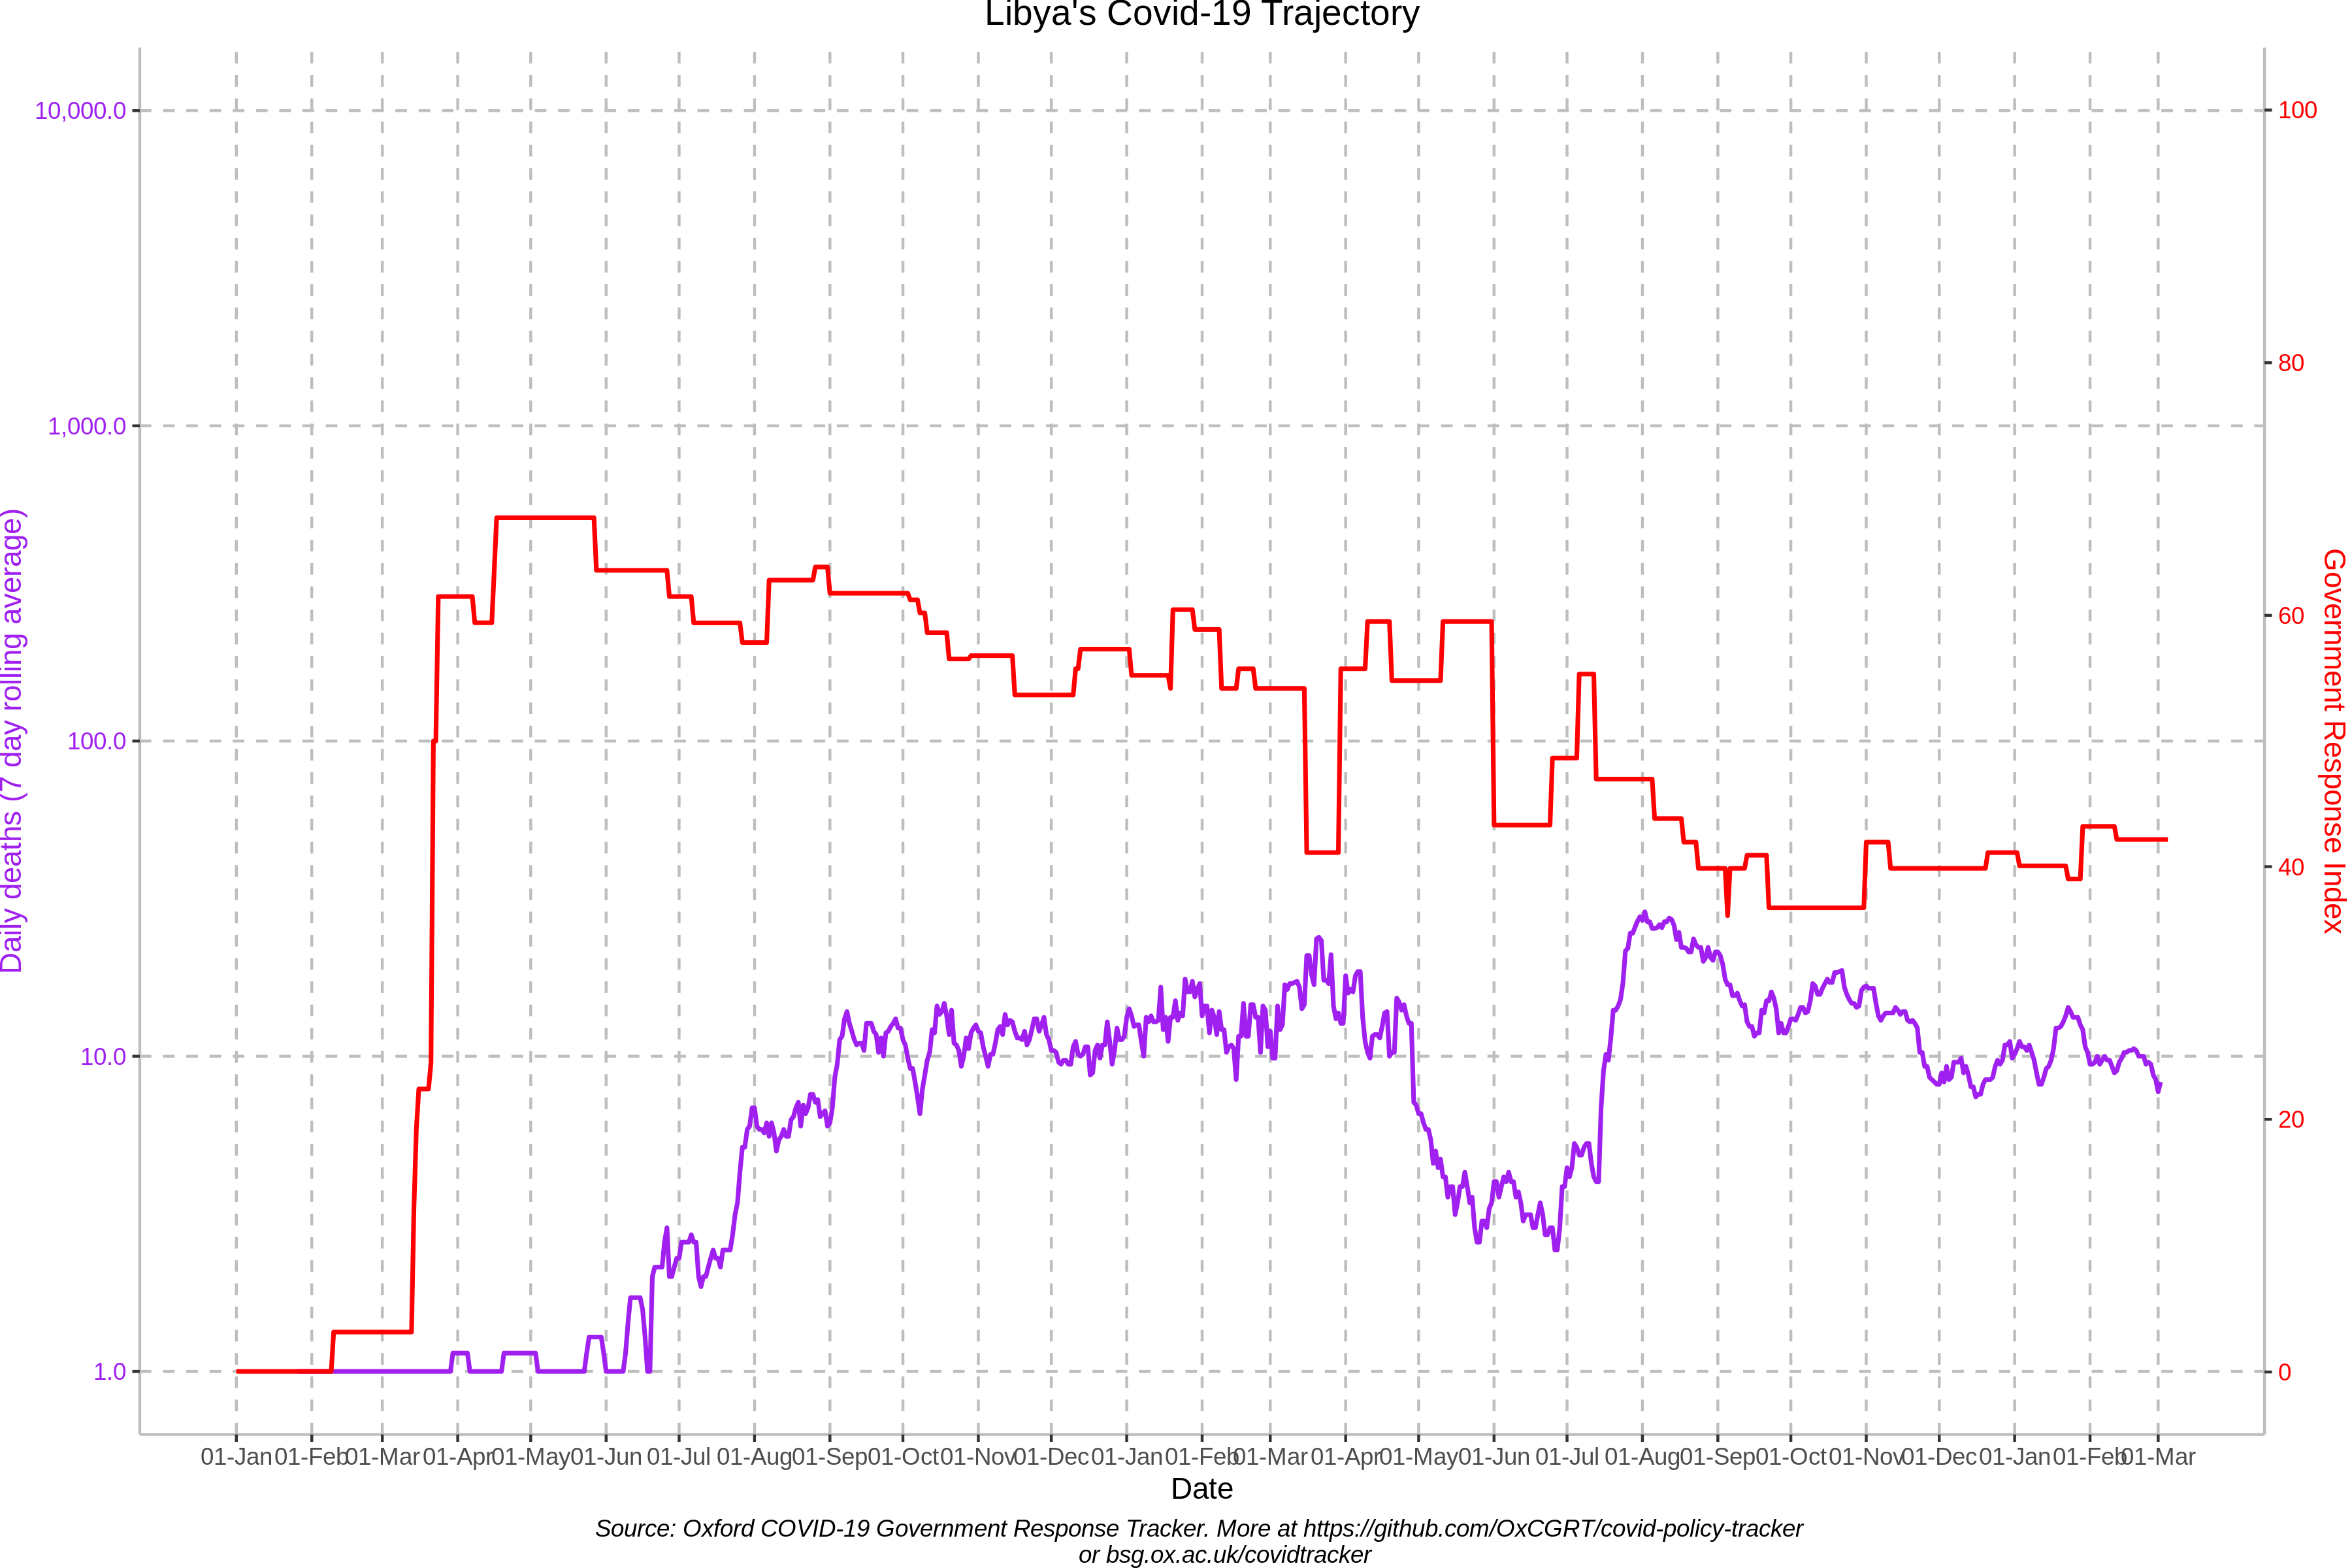 Libya's Covid-19 Trajectory
10,000.0
1,000.0
100.0
10.0
1.0
Daily deaths (7 day rolling average)
100
80
60
40
20
0
Government Response Index
01-Jan 01-Feb 01-Mar 01-Apr 01-May 01-Jun 01-Jul 01-Aug 01-Sep 01-Oct 01-Nov 01-Dec 01-Jan 01-Feb 01-Mar 01-Apr 01-May 01-Jun 01-Jul 01-Aug 01-Sep 01-Oct 01-Nov 01-Dec 01-Jan 01-Feb 01-Mar
Date
Source: Oxford COVID-19 Government Response Tracker. More at https://github.com/OxCGRT/covid-policy-tracker
or bsg.ox.ac.uk/covidtracker